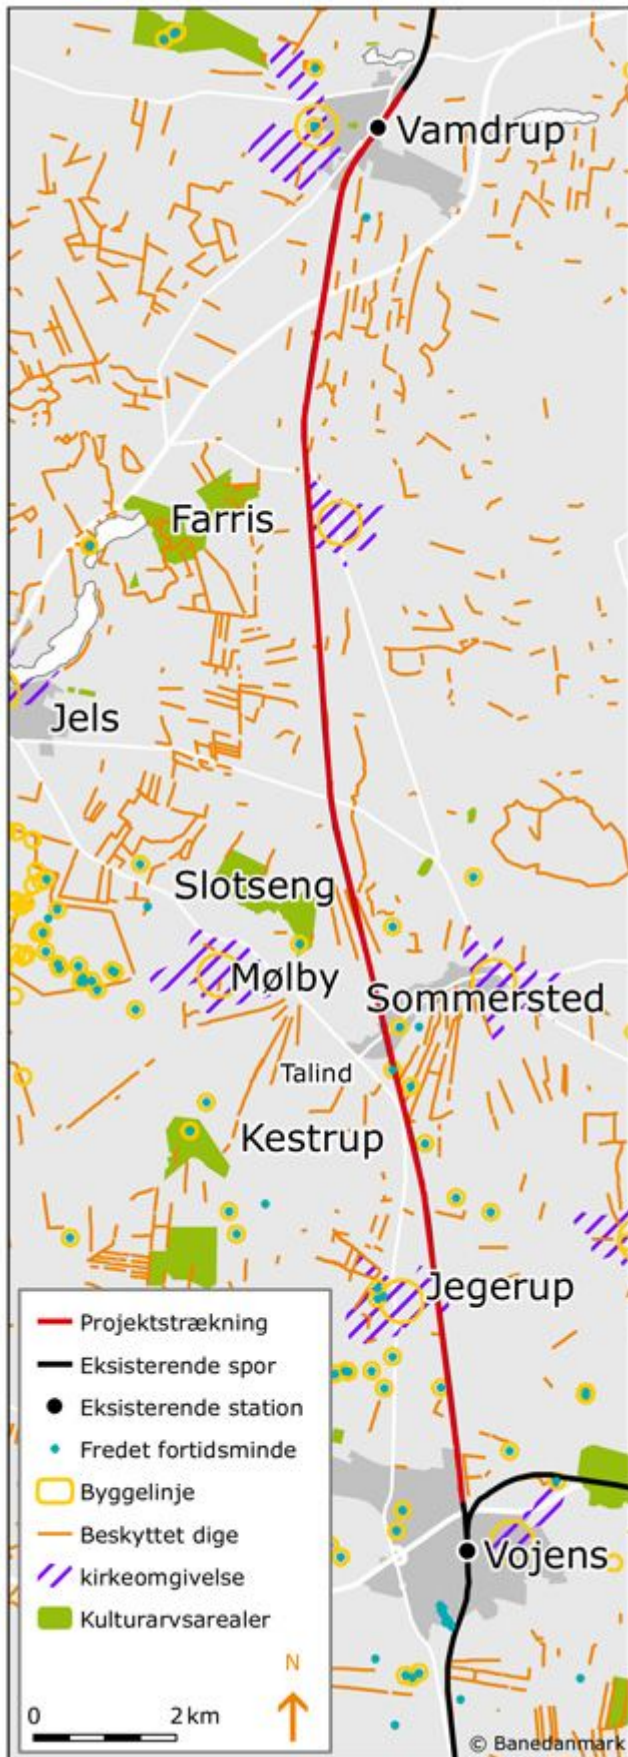 Vamdrup
Farris
Jels
Slotseng
Mølby
Sommersted
Talind
Kestrup
Jegerup
Projektstrækning
Eksisterende spor
Eksisterende station
Fredet fortidsminde
Byggelinje
Beskyttet dige
kirkeomgivelse
Kulturarvsarealer
Vojens
N
0 2 km
© Banedanmark